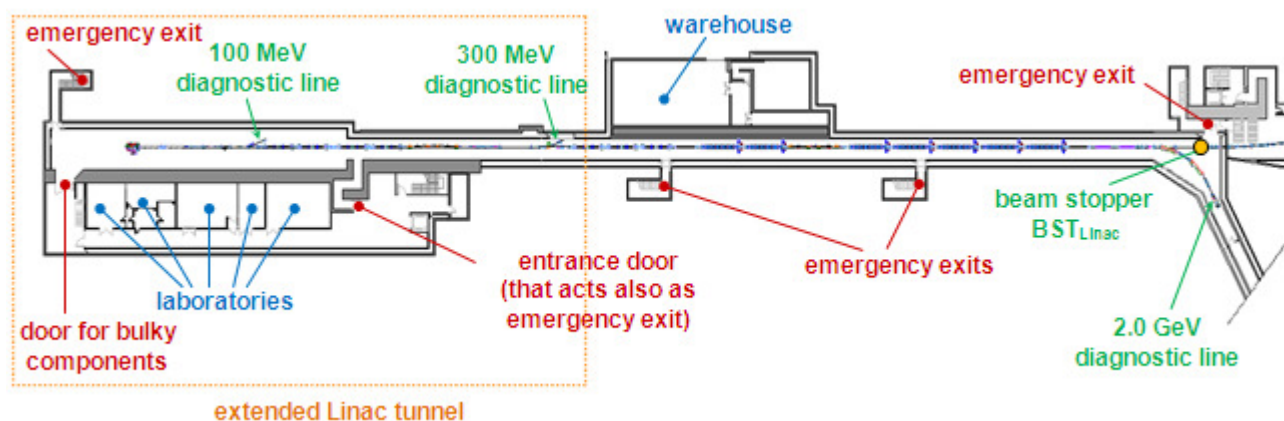 emergency exit
100 MeV
diagnostic line
300 MeV
diagnostic line
warehouse
emergency exit
beam stopper
BSTLinac
emergency exits
entrance door
(that acts also as
emergency exit)
laboratories
door for bulky
components
2.0 GeV
diagnostic line
extended Linac tunnel